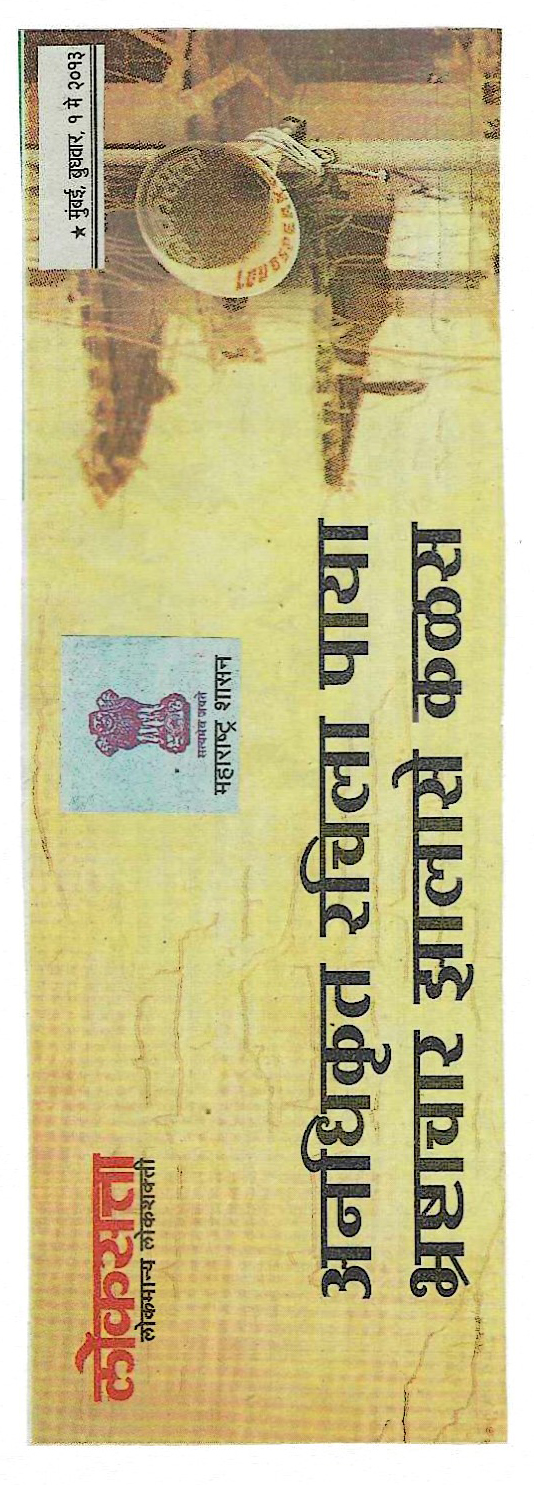 ★ मुंबई, बुधवार, १ मे २०१३
लोकसत्ता
लोकमान्य लोकशक्ती
सत्यमेव जयते
महाराष्ट्र शासन
अनधिकृत रचिला पाया
भ्रष्टाचार झालासे कळस